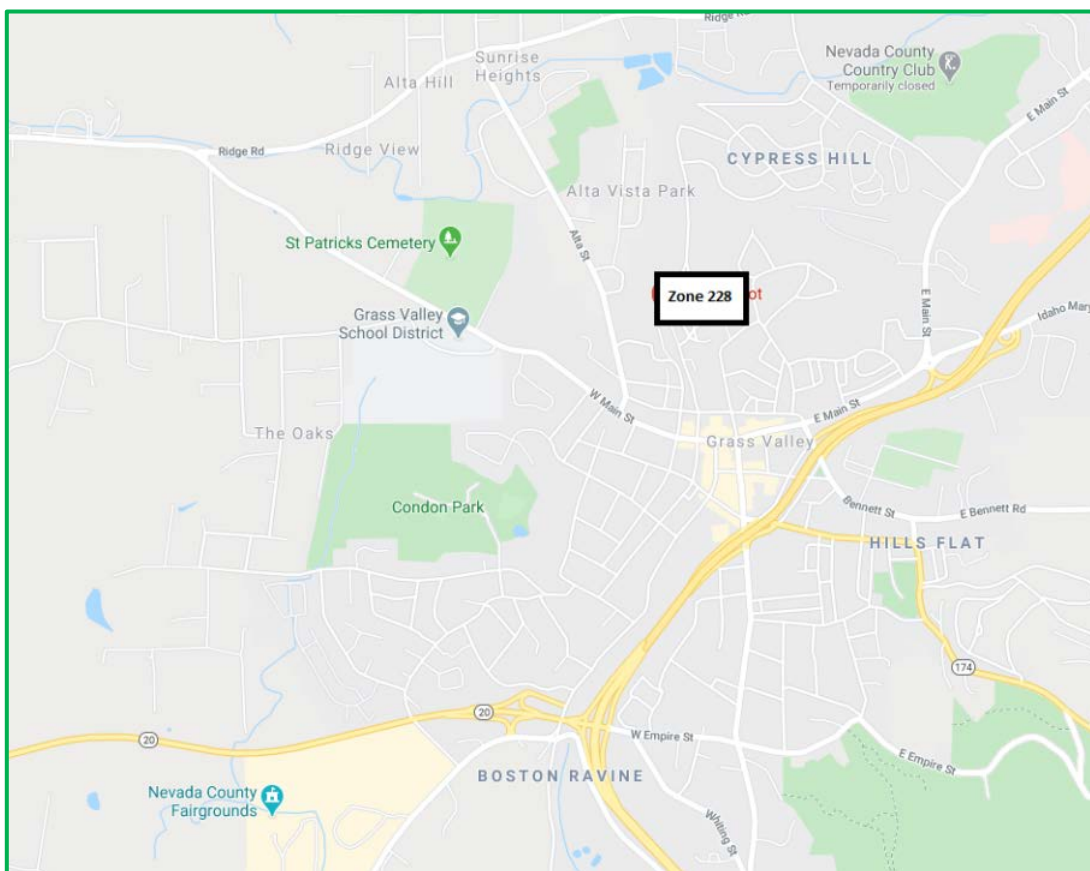 Ridge Rd
Sunrise
Heights
Nevada County
Country Club
Temporarily closed
Alta Hill
E Main St
Ridge Rd
Ridge View
CYPRESS HILL
Alta Vista Park
St Patricks Cemetery
Alta St
Zone 228
ot
Grass Valley
School District
E Main St
Idaho Mary
W Main St
E Main St
The Oaks
Grass Valley
Condon Park
Bennett St
E Bennett Rd
HILLS FLAT
174
20
20
W Empire St
E Empire St
BOSTON RAVINE
Nevada County
Fairgrounds
Whiting St